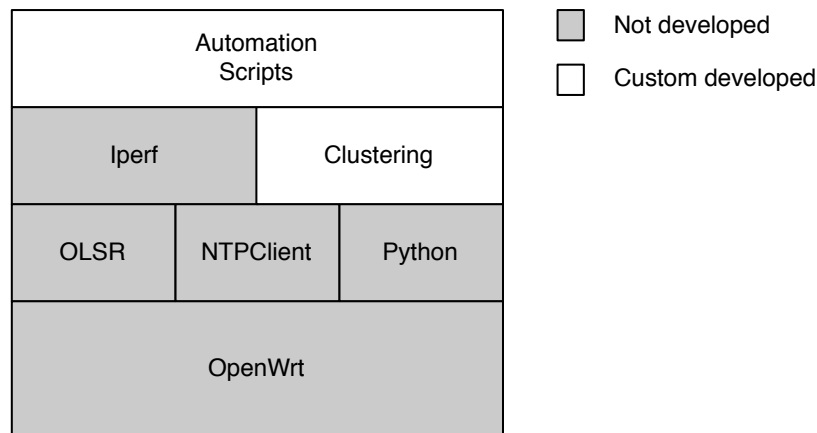 Automation
Scripts
Iperf
Clustering
OLSR
NTPClient
Python
OpenWrt
Not developed
Custom developed